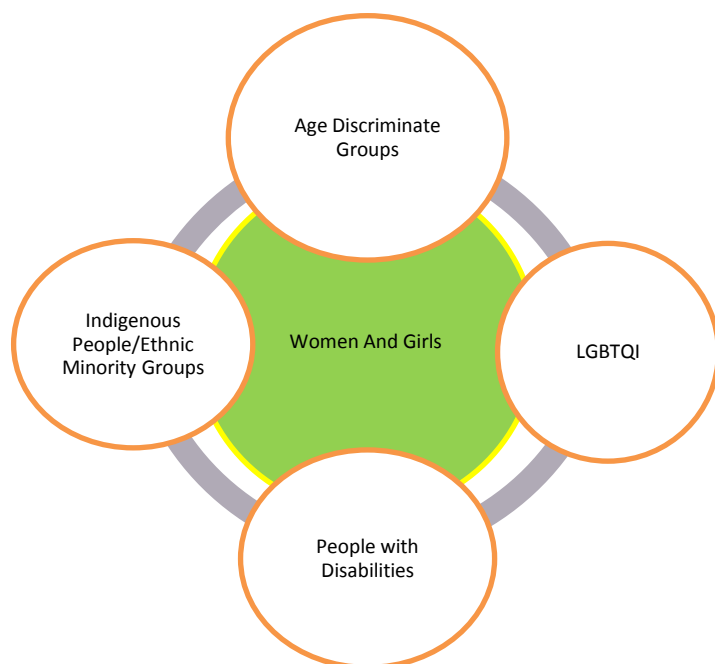 Age Discriminate
Groups
Indigenous
People/Ethnic
Minority Groups
Women And Girls
LGBTQI
People with
Disabilities